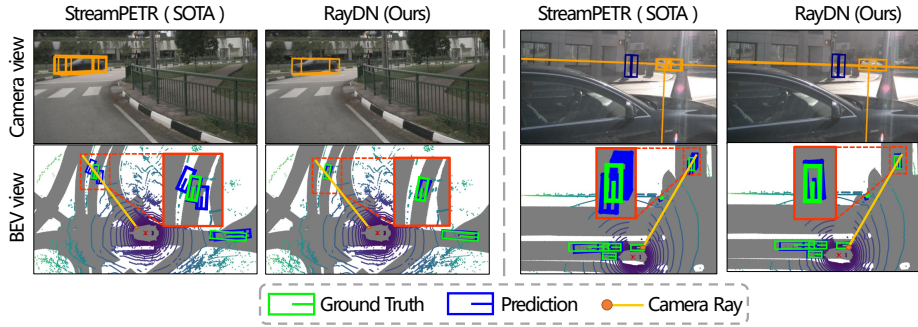 StreamPETR ( SOTA) RayDN (Ours) StreamPETR ( SOTA) RayDN (Ours)
Camera view
BEV view
Ground Truth Prediction Camera Ray